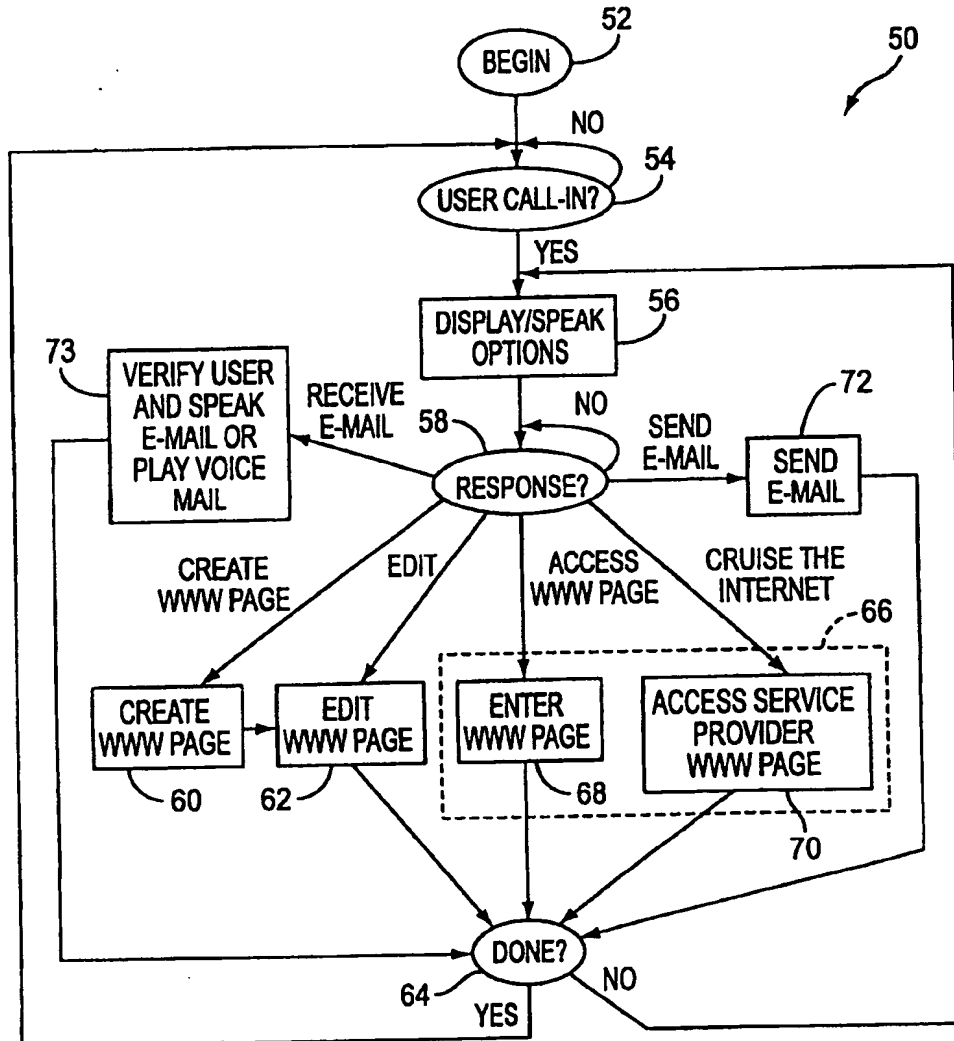 52
BEGIN
50
NO
54
USER CALL-IN?
YES
56
DISPLAY/SPEAK
OPTIONS
73
VERIFY USER
AND SPEAK
E-MAIL OR
PLAY VOICE
MAIL
RECEIVE
E-MAIL
58
NO
RESPONSE?
SEND
E-MAIL
72
SEND
E-MAIL
CREATE
WWW PAGE
EDIT
ACCESS
WWW PAGE
CRUISE THE
INTERNET
66
CREATE
WWW PAGE
60
EDIT
WWW PAGE
62
ENTER
WWW PAGE
68
ACCESS SERVICE
PROVIDER
WWW PAGE
70
DONE?
64
YES
NO